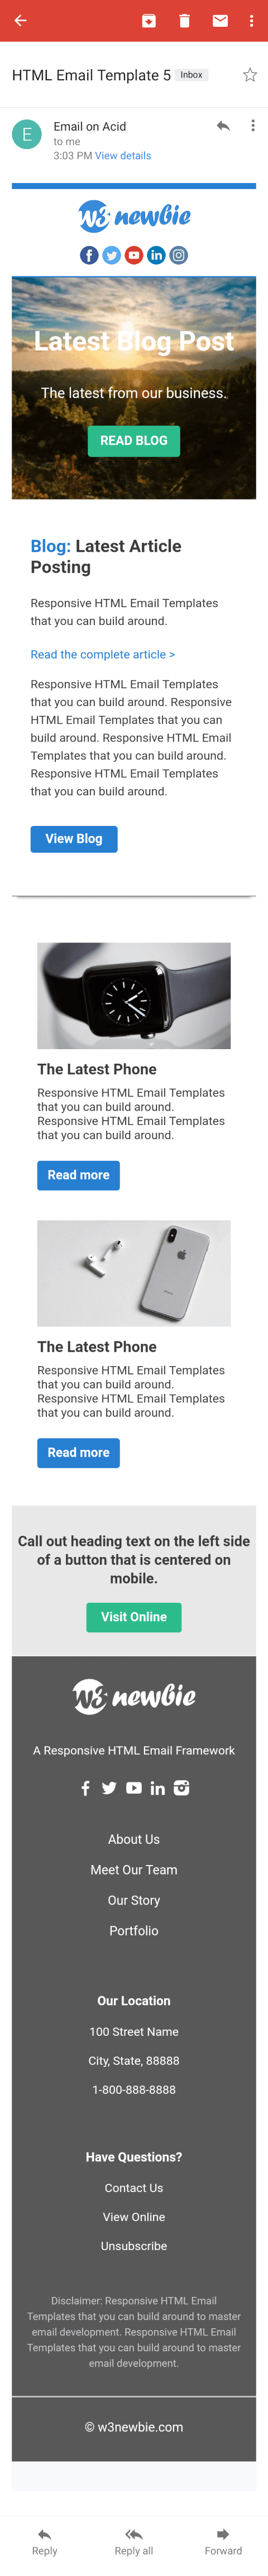 HTML Email Template 5 Inbox
E
Email on Acid
to me
3:03 PM View details
w3 newbie
Latest Blog Post
The latest from our business.
READ BLOG
Blog: Latest Article
Posting
Responsive HTML Email Templates
that you can build around.
Read the complete article >
Responsive HTML Email Templates
that you can build around. Responsive
HTML Email Templates that you can
build around. Responsive HTML Email
Templates that you can build around.
Responsive HTML Email Templates
that you can build around.
View Blog
The Latest Phone
Responsive HTML Email Templates
that you can build around.
Responsive HTML Email Templates
that you can build around.
Read more
The Latest Phone
Responsive HTML Email Templates
that you can build around.
Responsive HTML Email Templates
that you can build around.
Read more
Call out heading text on the left side
of a button that is centered on
mobile.
Visit Online
w3 newbie
A Responsive HTML Email Framework
About Us
Meet Our Team
Our Story
Portfolio
Our Location
100 Street Name
City, State, 88888
1-800-888-8888
Have Questions?
Contact Us
View Online
Unsubscribe
Disclaimer: Responsive HTML Email
Templates that you can build around to master
email development. Responsive HTML Email
Templates that you can build around to master
email development.
© w3newbie.com
Reply
Reply all
Forward